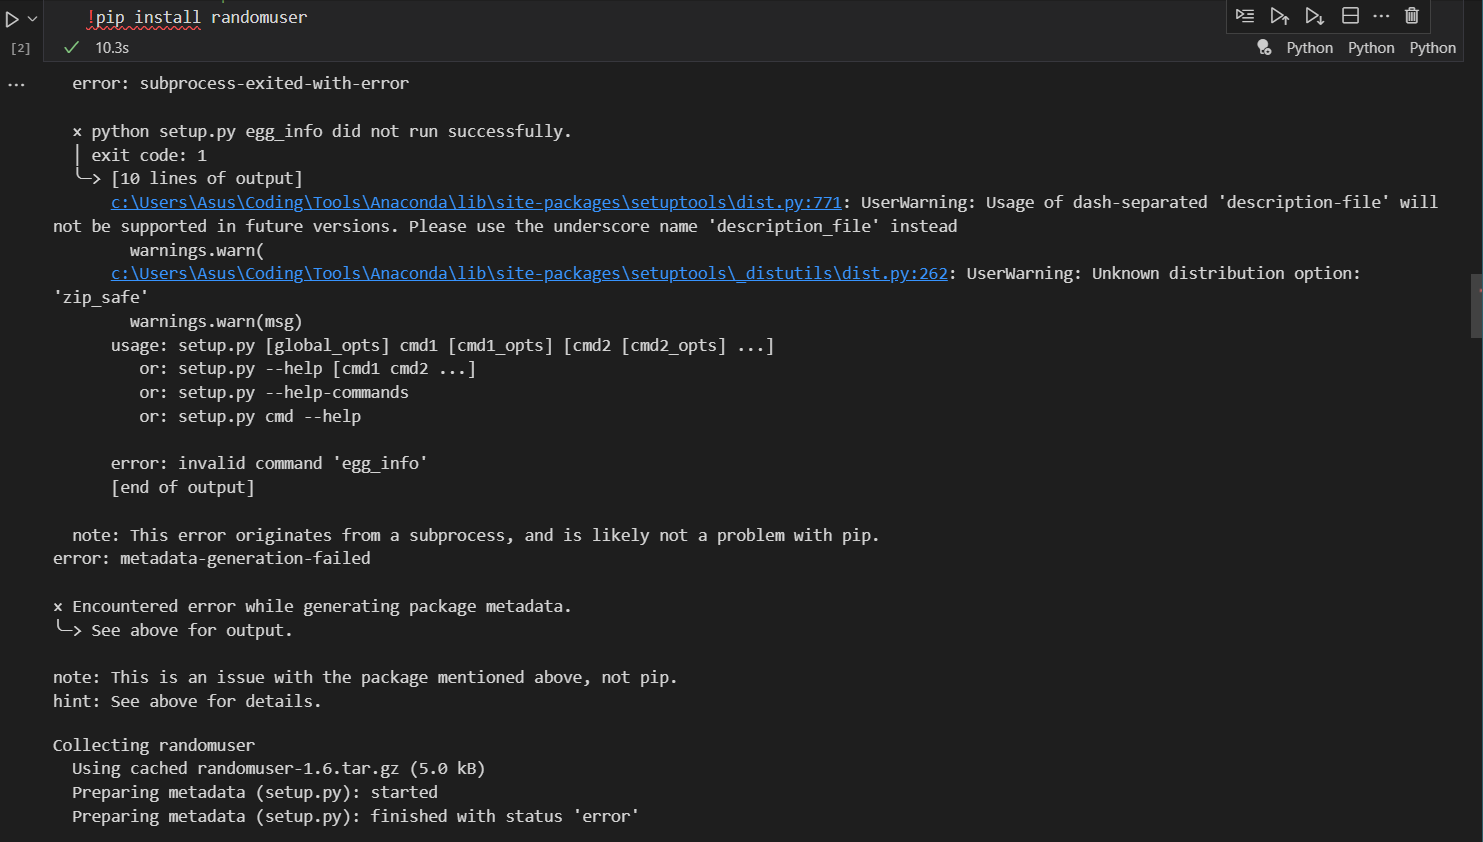 !pip install randomuser
[2]
10.3s
Python Python Python
error: subprocess-exited-with-error
× python setup.py egg_info did not run successfully.
│ exit code: 1
╰─> [10 lines of output]
c:\Users\Asus\Coding\Tools\Anaconda\lib\site-packages\setuptools\dist.py:771: UserWarning: Usage of dash-separated 'description-file' will
not be supported in future versions. Please use the underscore name 'description_file' instead
warnings.warn(
c:\Users\Asus\Coding\Tools\Anaconda\lib\site-packages\setuptools\_distutils\dist.py:262: UserWarning: Unknown distribution option:
'zip_safe'
warnings.warn(msg)
usage: setup.py [global_opts] cmd1 [cmd1_opts] [cmd2 [cmd2_opts] ...]
or: setup.py --help [cmd1 cmd2 ...]
or: setup.py --help-commands
or: setup.py cmd --help
error: invalid command 'egg_info'
[end of output]
note: This error originates from a subprocess, and is likely not a problem with pip.
error: metadata-generation-failed
× Encountered error while generating package metadata.
╰─> See above for output.
note: This is an issue with the package mentioned above, not pip.
hint: See above for details.
Collecting randomuser
Using cached randomuser-1.6.tar.gz (5.0 kB)
Preparing metadata (setup.py): started
Preparing metadata (setup.py): finished with status 'error'